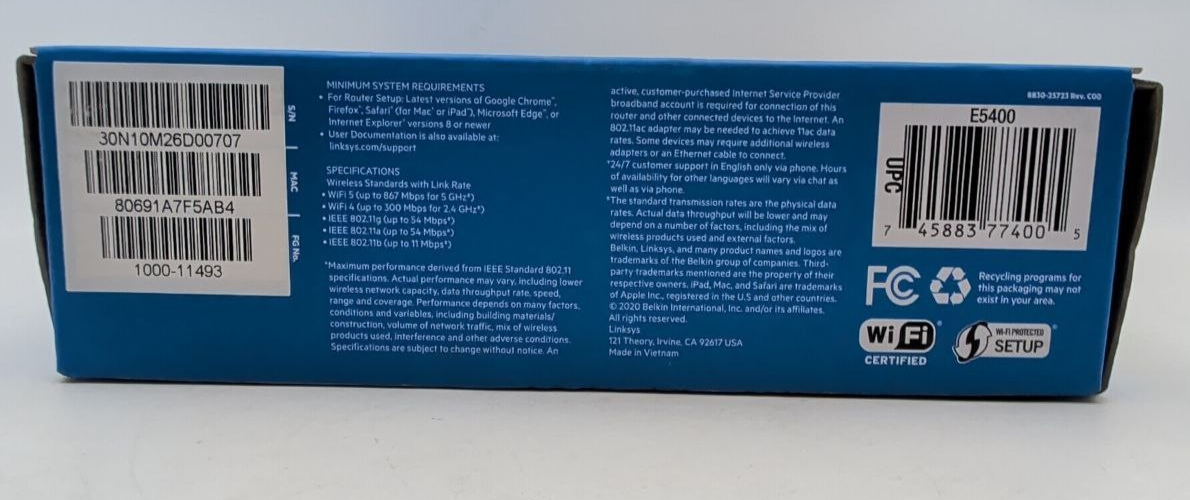 30N10M26D00707
S/N
80691A7F5AB4
MAC
1000-11493
FG No.
MINIMUM SYSTEM REQUIREMENTS
• For Router Setup: Latest versions of Google Chrome™,
Firefox®, Safari® (for Mac® or iPad®), Microsoft Edge®, or
Internet Explorer® versions 8 or newer
• User Documentation is also available at:
linksys.com/support
SPECIFICATIONS
Wireless Standards with Link Rate
• WiFi 5 (up to 867 Mbps for 5 GHz*)
• WiFi 4 (up to 300 Mbps for 2.4 GHz*)
• IEEE 802.11g (up to 54 Mbps*)
• IEEE 802.11a (up to 54 Mbps*)
• IEEE 802.11b (up to 11 Mbps*)
*Maximum performance derived from IEEE Standard 802.11
specifications. Actual performance may vary, including lower
wireless network capacity, data throughput rate, speed,
range and coverage. Performance depends on many factors,
conditions and variables, including building materials/
construction, volume of network traffic, mix of wireless
products used, interference and other adverse conditions.
Specifications are subject to change without notice. An
active, customer-purchased Internet Service Provider
broadband account is required for connection of this
router and other connected devices to the Internet. An
802.11ac adapter may be needed to achieve 11ac data
rates. Some devices may require additional wireless
adapters or an Ethernet cable to connect.
*24/7 customer support in English only via phone. Hours
of availability for other languages will vary via chat as
well as via phone.
*The standard transmission rates are the physical data
rates. Actual data throughput will be lower and may
depend on a number of factors, including the mix of
wireless products used and external factors.
Belkin, Linksys, and many product names and logos are
trademarks of the Belkin group of companies. Third-
party trademarks mentioned are the property of their
respective owners. iPad, Mac, and Safari are trademarks
of Apple Inc., registered in the U.S and other countries.
© 2020 Belkin International, Inc. and/or its affiliates.
All rights reserved.
Linksys
121 Theory, Irvine, CA 92617 USA
Made in Vietnam
8830-25723 Rev. C00
E5400
UPC
7 45883 77400 5
FC
Recycling programs for
this packaging may not
exist in your area.
Wi Fi®
CERTIFIED
WI-FI PROTECTED
SETUP